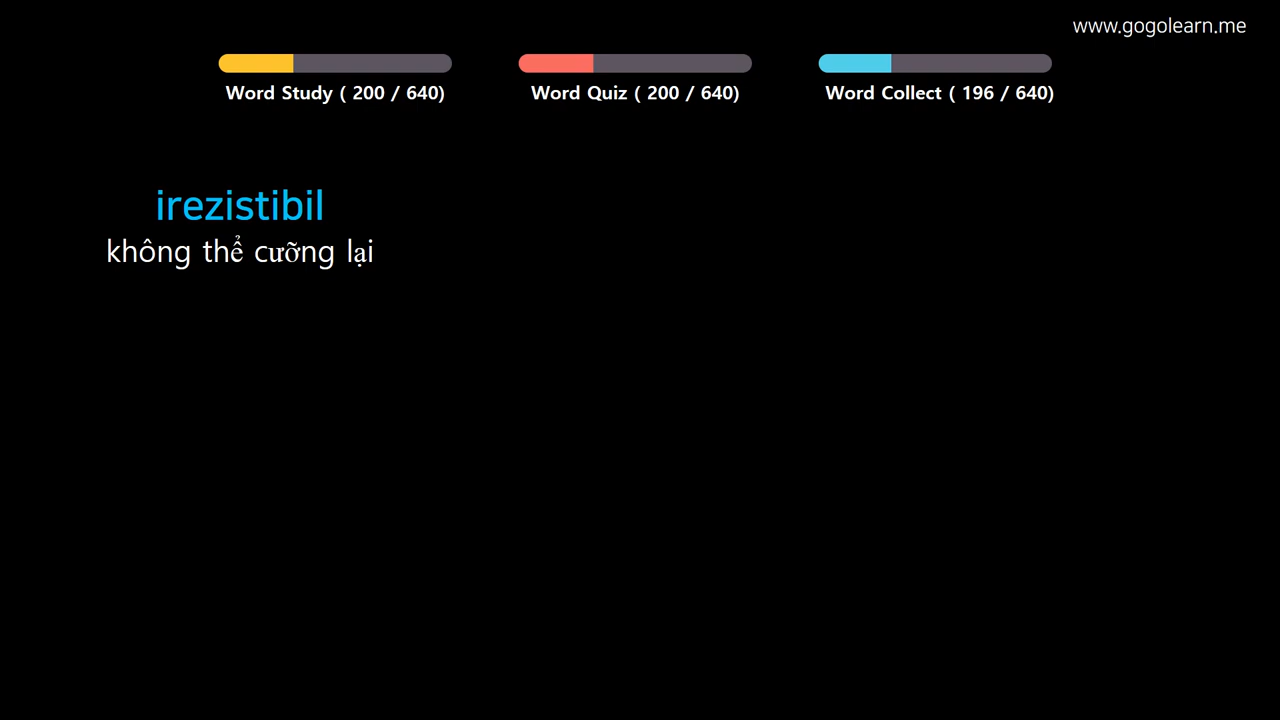 www.gogolearn.me
Word Study ( 200 / 640)
Word Quiz ( 200 / 640)
Word Collect ( 196 / 640)
irezistibil
không thể cưỡng lại